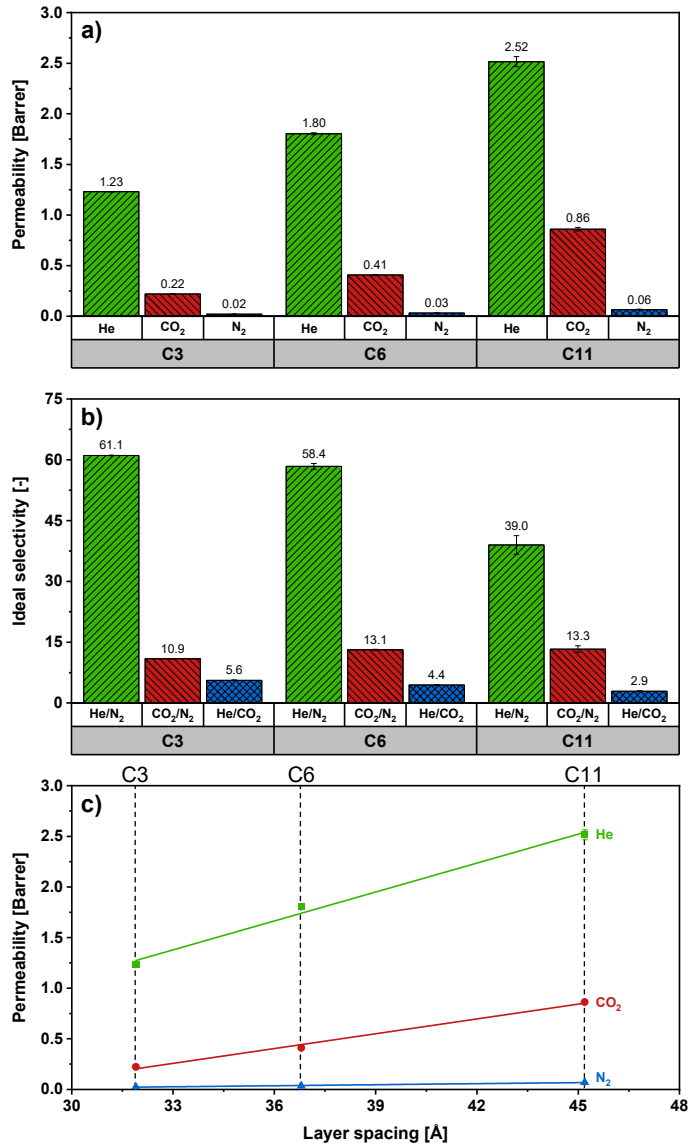 a)
Permeability [Barrer]
3.0
2.5
2.0
1.5
1.0
0.5
0.0
1.23
0.22
0.02
1.80
0.41
0.03
2.52
0.86
0.06
He CO₂ N₂ He CO₂ N₂ He CO₂ N₂
C3 C6 C11
b)
Ideal selectivity [-]
75
60
45
30
15
0
61.1
10.9
5.6
58.4
13.1
4.4
39.0
13.3
2.9
He/N₂ CO₂/N₂ He/CO₂ He/N₂ CO₂/N₂ He/CO₂ He/N₂ CO₂/N₂ He/CO₂
C3 C6 C11
C3 C6 C11
c)
Permeability [Barrer]
3.0
2.5
2.0
1.5
1.0
0.5
0.0
He
CO₂
N₂
30 33 36 39 42 45 48
Layer spacing [Å]